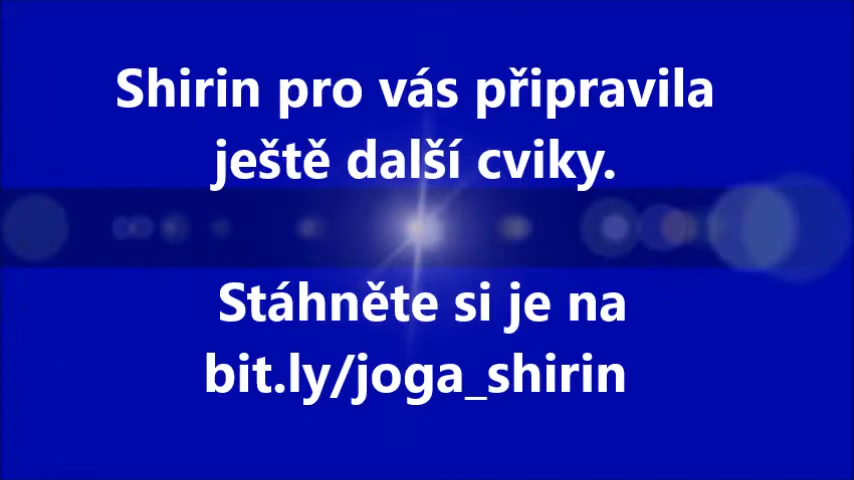 Shirin pro vás připravila
ještě další cviky.
Stáhněte si je na
bit.ly/joga_shirin